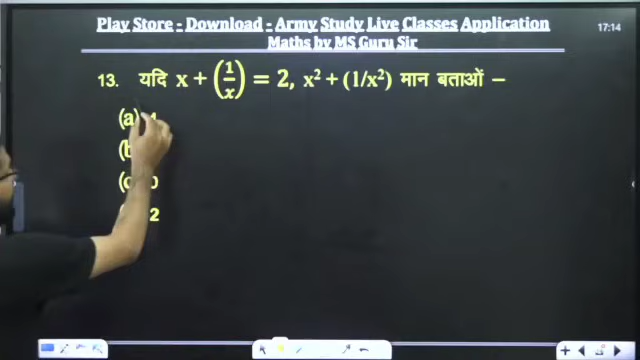 Play Store - Download - Army Study Live Classes Application
Maths by MS Guru Sir
17:14
13. यदि x + (1/x) = 2, x² + (1/x²) मान बताओं –
(a)
(b
(c 0
2